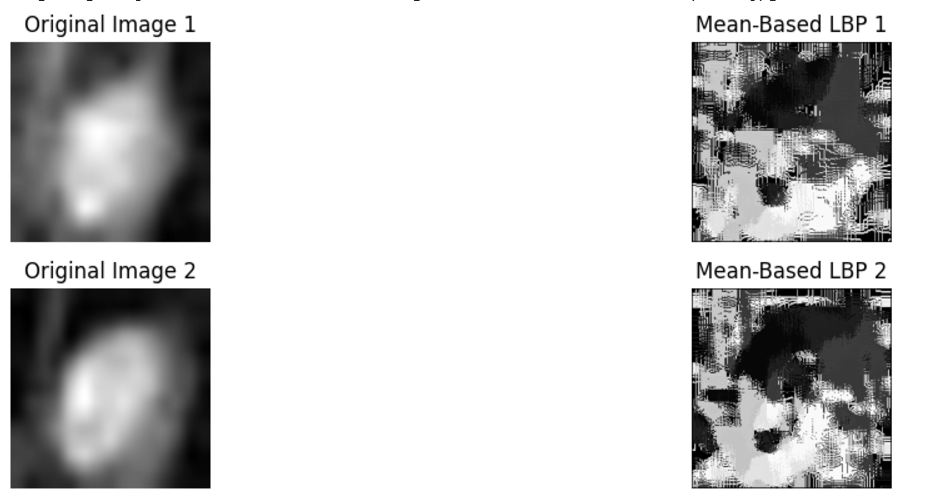 Original Image 1
Mean-Based LBP 1
Original Image 2
Mean-Based LBP 2